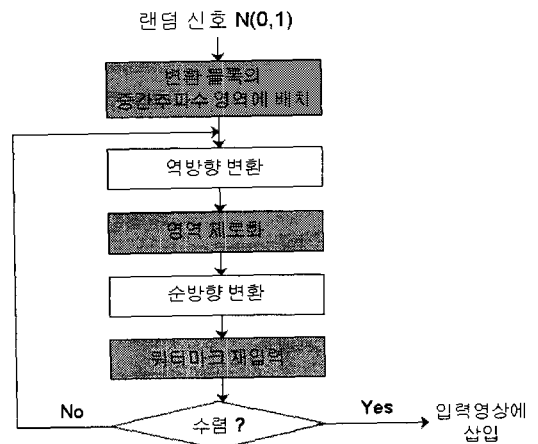 랜덤 신호 N(0,1)
변환 블록의
중간주파수 영역에 배치
역방향 변환
영역 제로화
순방향 변환
워터마크 재입력
수렴 ?
No
Yes
입력영상에
삽입